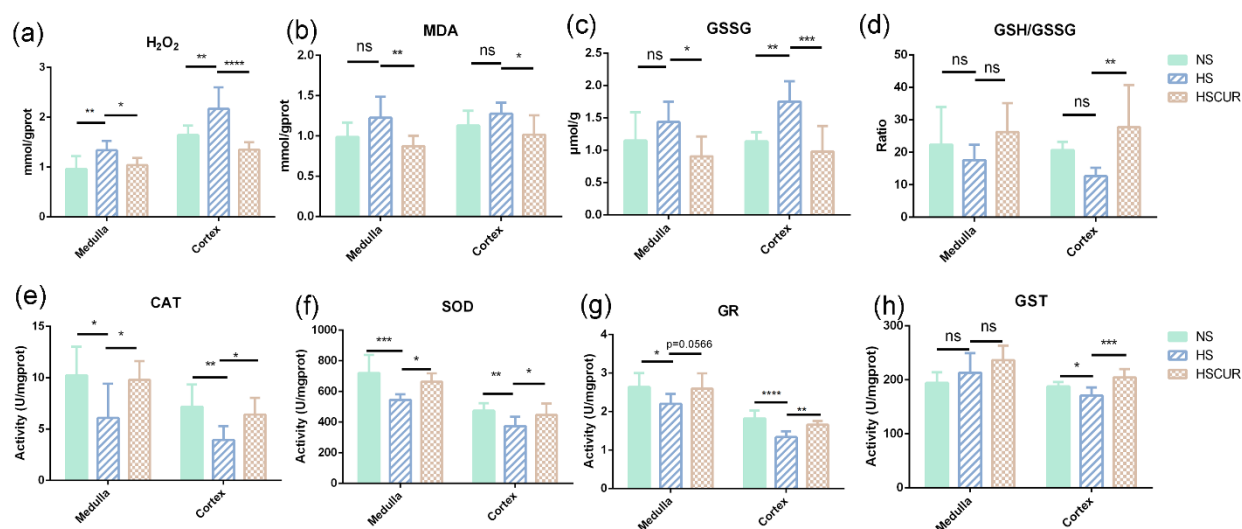 (a)
H₂O₂
mmol/gprot
3
2
1
0
**
*
**
****
Medulla
Cortex
(b)
MDA
mmol/gprot
2.0
1.5
1.0
0.5
0.0
ns
**
ns
*
Medulla
Cortex
(c)
GSSG
μmol/g
2.5
2.0
1.5
1.0
0.5
0.0
ns
*
**
***
Medulla
Cortex
(d)
GSH/GSSG
Ratio
60
40
20
0
ns
ns
ns
**
Medulla
Cortex
NS
HS
HSCUR
(e)
CAT
Activity (U/mgprot)
15
10
5
0
*
*
**
*
Medulla
Cortex
(f)
SOD
Activity (U/mgprot)
1000
800
600
400
200
0
***
*
**
*
Medulla
Cortex
(g)
GR
Activity (U/mgprot)
4
3
2
1
0
*
p=0.0566
****
**
Medulla
Cortex
(h)
GST
Activity (U/mgprot)
300
200
100
0
ns
ns
*
***
Medulla
Cortex
NS
HS
HSCUR